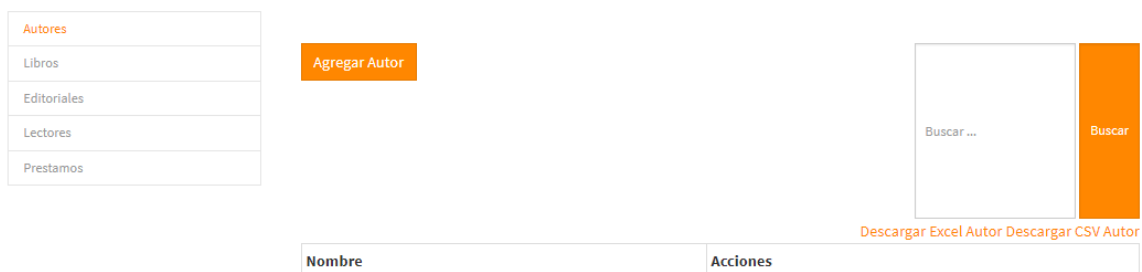 Autores
Libros
Editoriales
Lectores
Prestamos
Agregar Autor
Buscar ...
Buscar
Descargar Excel Autor Descargar CSV Autor
Nombre Acciones